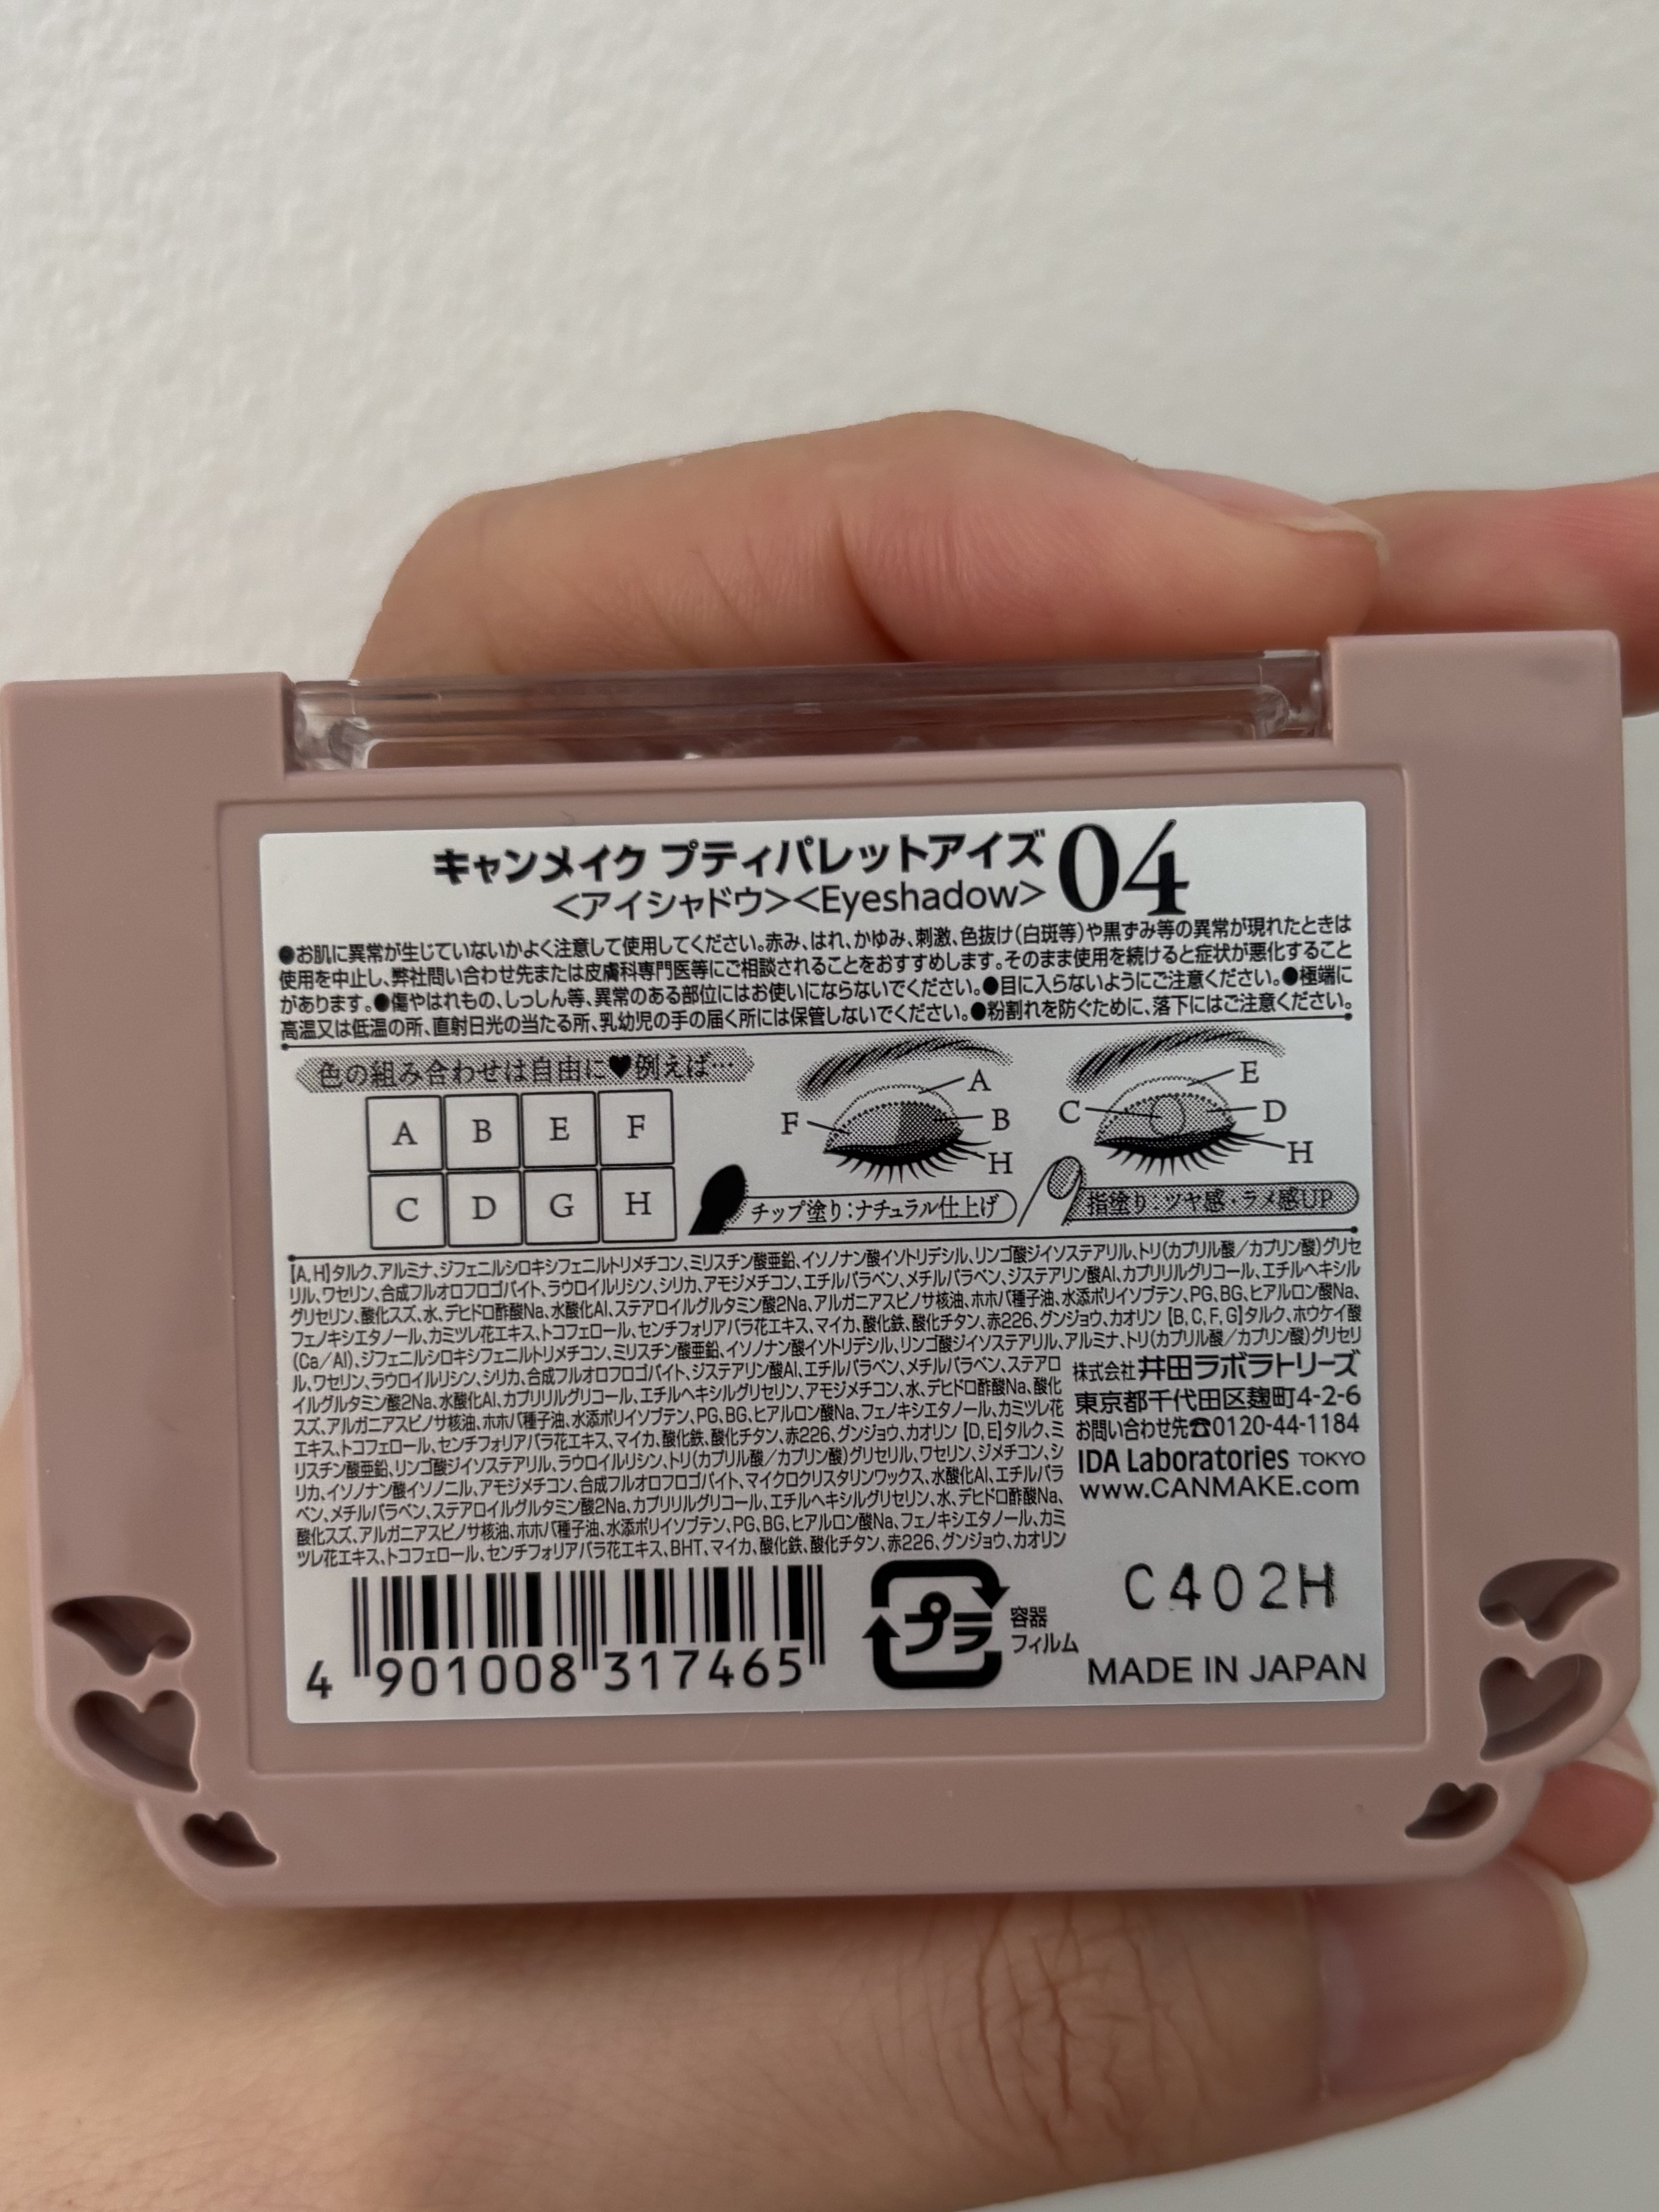 キャンメイク プティパレットアイズ 04
<アイシャドウ><Eyeshadow>
●お肌に異常が生じていないかよく注意して使用してください。赤み、はれ、かゆみ、刺激、色抜け(白斑等)や黒ずみ等の異常が現れたときは
使用を中止し、弊社問い合わせ先または皮膚科専門医等にご相談されることをおすすめします。そのまま使用を続けると症状が悪化すること
があります。●傷やはれもの、しっしん等、異常のある部位にはお使いにならないでください。●目に入らないようにご注意ください。●極端に
高温又は低温の所、直射日光の当たる所、乳幼児の手の届く所には保管しないでください。●粉割れを防ぐために、落下にはご注意ください。
色の組み合わせは自由に♥例えば…
A B E F
C D G H
A
F
B
H
チップ塗り:ナチュラル仕上げ
E
C
D
H
指塗り:ツヤ感・ラメ感UP
【A,H】タルク、アルミナ、ジフェニルシロキシフェニルトリメチコン、ミリスチン酸亜鉛、イソノナン酸イソトリデシル、リンゴ酸ジイソステアリル、トリ(カプリル酸/カプリン酸)グリセ
リル、ワセリン、合成フルオロフロゴパイト、ラウロイルリシン、シリカ、アモジメチコン、エチルパラベン、メチルパラベン、ジステアリン酸Al、カプリリルグリコール、エチルヘキシル
グリセリン、酸化スズ、水、デヒドロ酢酸Na、水酸化Al、ステアロイルグルタミン酸2Na、アルガニアスピノサ核油、ホホバ種子油、水添ポリイソブテン、PG、BG、ヒアルロン酸Na、
フェノキシエタノール、カミツレ花エキス、トコフェロール、センチフォリアバラ花エキス、マイカ、酸化鉄、酸化チタン、赤226、グンジョウ、カオリン【B,C,F,G】タルク、ホウケイ酸
(Ca/Al)、ジフェニルシロキシフェニルトリメチコン、ミリスチン酸亜鉛、イソノナン酸イソトリデシル、リンゴ酸ジイソステアリル、アルミナ、トリ(カプリル酸/カプリン酸)グリセリ
ル、ワセリン、ラウロイルリシン、シリカ、合成フルオロフロゴパイト、ジステアリン酸Al、エチルパラベン、メチルパラベン、ステアロ
イルグルタミン酸2Na、水酸化Al、カプリリルグリコール、エチルヘキシルグリセリン、アモジメチコン、水、デヒドロ酢酸Na、酸化
スズ、アルガニアスピノサ核油、ホホバ種子油、水添ポリイソブテン、PG、BG、ヒアルロン酸Na、フェノキシエタノール、カミツレ花
エキス、トコフェロール、センチフォリアバラ花エキス、マイカ、酸化鉄、酸化チタン、赤226、グンジョウ、カオリン【D,E】タルク、ミ
リスチン酸亜鉛、リンゴ酸ジイソステアリル、ラウロイルリシン、トリ(カプリル酸/カプリン酸)グリセリル、ワセリン、ジメチコン、シ
リカ、イソノナン酸イソノニル、アモジメチコン、合成フルオロフロゴパイト、マイクロクリスタリンワックス、水酸化Al、エチルパラ
ベン、メチルパラベン、ステアロイルグルタミン酸2Na、カプリリルグリコール、エチルヘキシルグリセリン、水、デヒドロ酢酸Na、
酸化スズ、アルガニアスピノサ核油、ホホバ種子油、水添ポリイソブテン、PG、BG、ヒアルロン酸Na、フェノキシエタノール、カミ
ツレ花エキス、トコフェロール、センチフォリアバラ花エキス、BHT、マイカ、酸化鉄、酸化チタン、赤226、グンジョウ、カオリン
株式会社 井田ラボラトリーズ
東京都千代田区麹町4-2-6
お問い合わせ先☎0120-44-1184
IDA Laboratories TOKYO
www.CANMAKE.com
4 901008 317465
プラ
容器
フィルム
C402H
MADE IN JAPAN